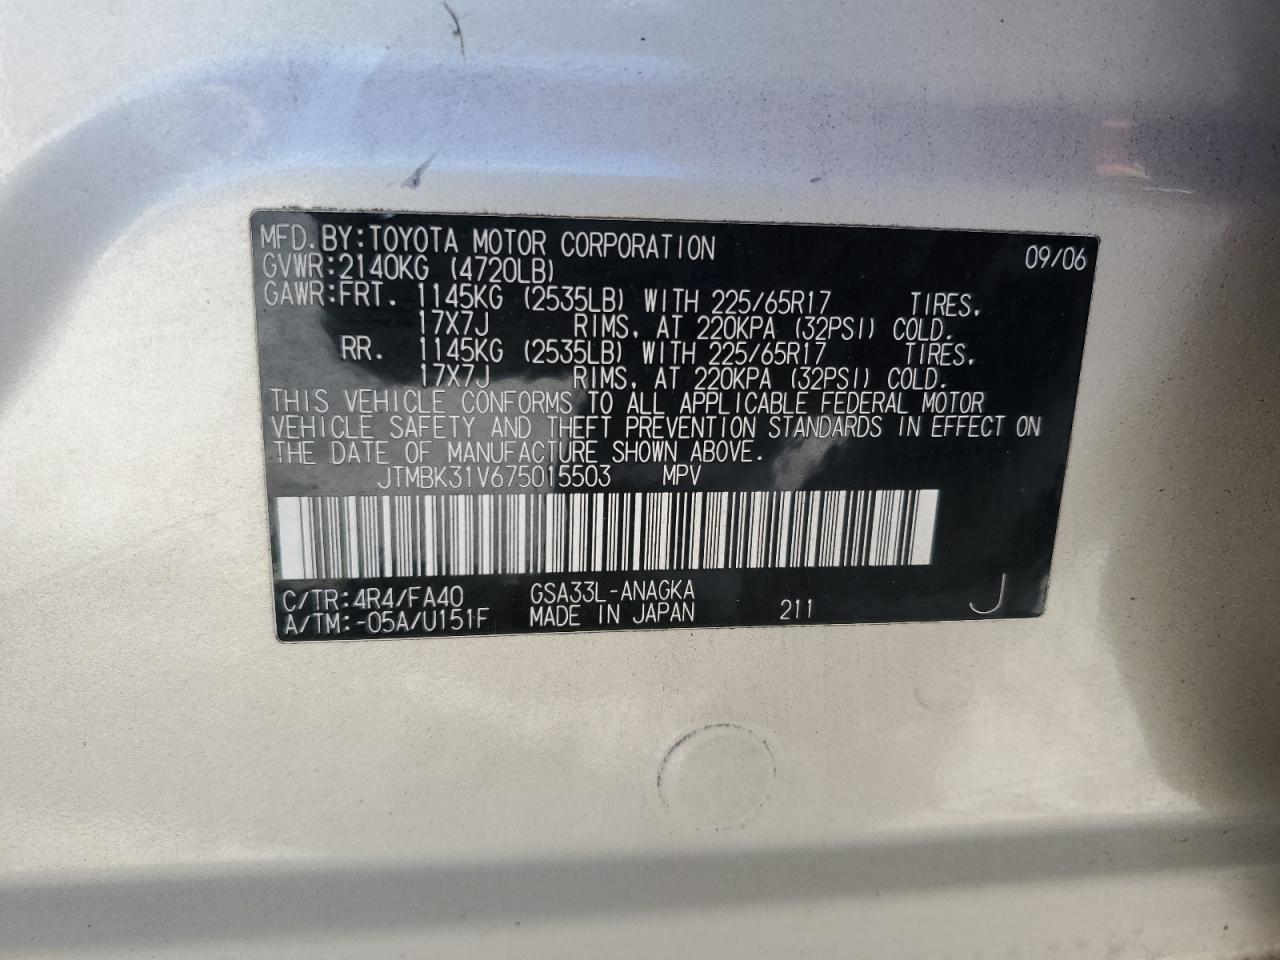 MFD. BY: TOYOTA MOTOR CORPORATION 09/06
GVWR: 2140KG (4720LB)
GAWR: FRT. 1145KG (2535LB) WITH 225/65R17 TIRES,
17X7J RIMS, AT 220KPA (32PSI) COLD.
RR. 1145KG (2535LB) WITH 225/65R17 TIRES,
17X7J RIMS, AT 220KPA (32PSI) COLD.
THIS VEHICLE CONFORMS TO ALL APPLICABLE FEDERAL MOTOR
VEHICLE SAFETY AND THEFT PREVENTION STANDARDS IN EFFECT ON
THE DATE OF MANUFACTURE SHOWN ABOVE.
JTMBK31V675015503 MPV
C/TR: 4R4/FA40 GSA33L-ANAGKA
A/TM: -05A/U151F MADE IN JAPAN 211 J